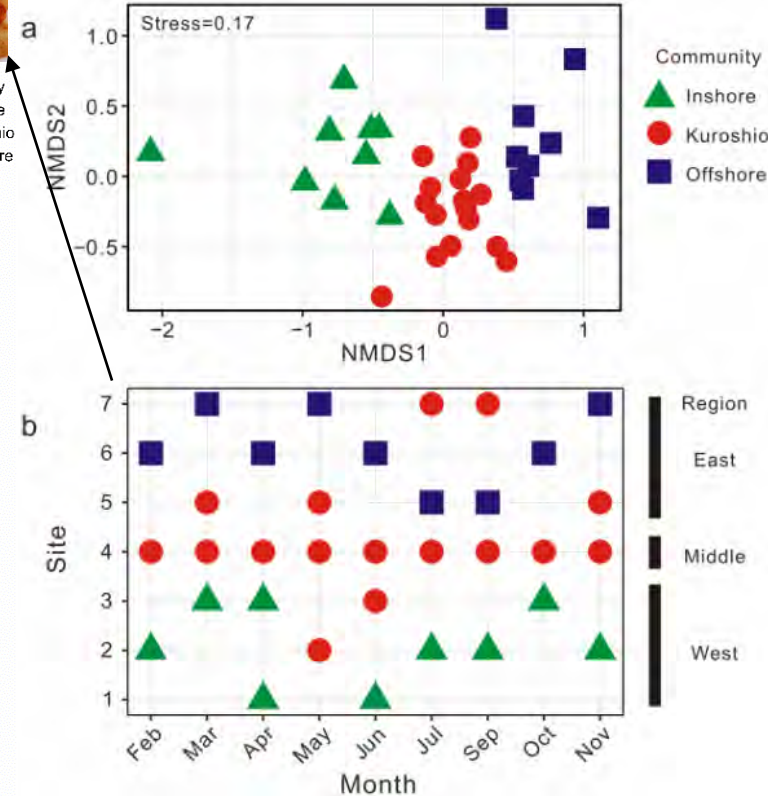 a
Stress=0.17
1.0
0.5
0.0
−0.5
NMDS2
−2
−1
0
1
NMDS1
Community
Inshore
Kuroshio
Offshore
b
7
6
5
4
3
2
1
Site
Feb
Mar
Apr
May
Jun
Jul
Sep
Oct
Nov
Month
Region
East
Middle
West